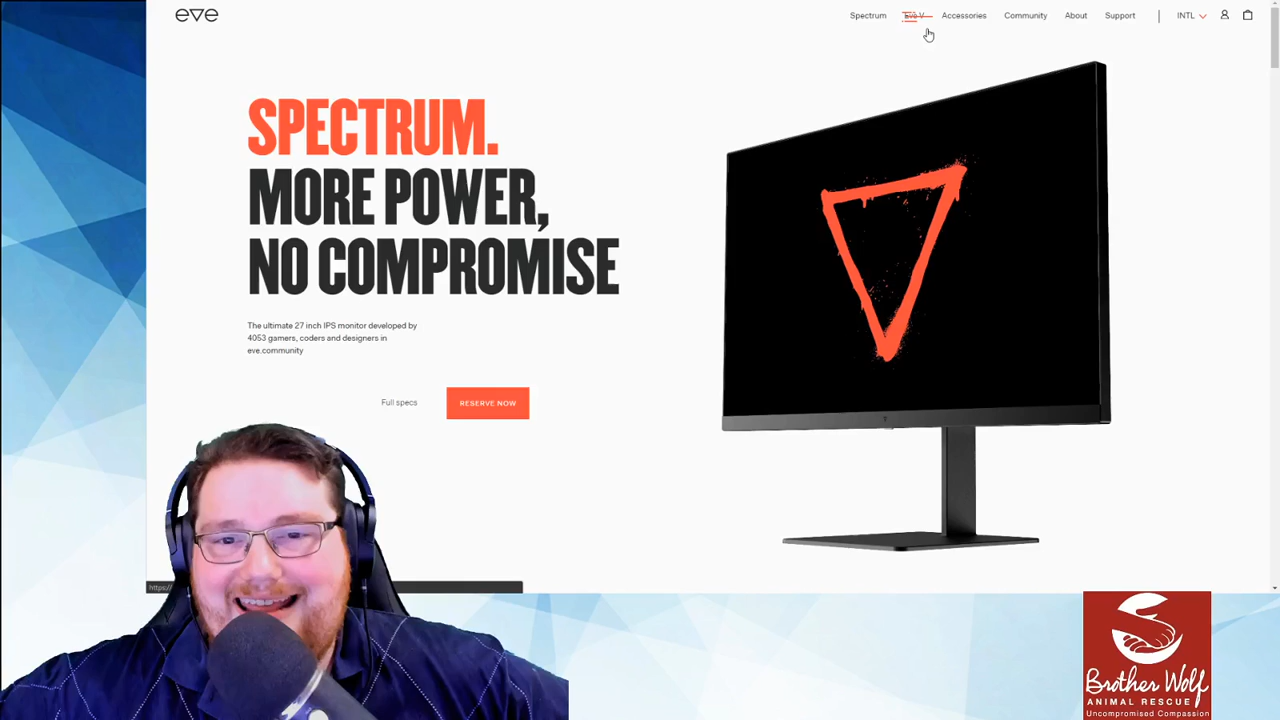 eve
Spectrum
Eve V
Accessories
Community
About
Support
INTL
SPECTRUM.
MORE POWER,
NO COMPROMISE
The ultimate 27 inch IPS monitor developed by
4053 gamers, coders and designers in
eve.community
Full specs
RESERVE NOW
https://
Brother Wolf
ANIMAL RESCUE
Uncompromised Compassion